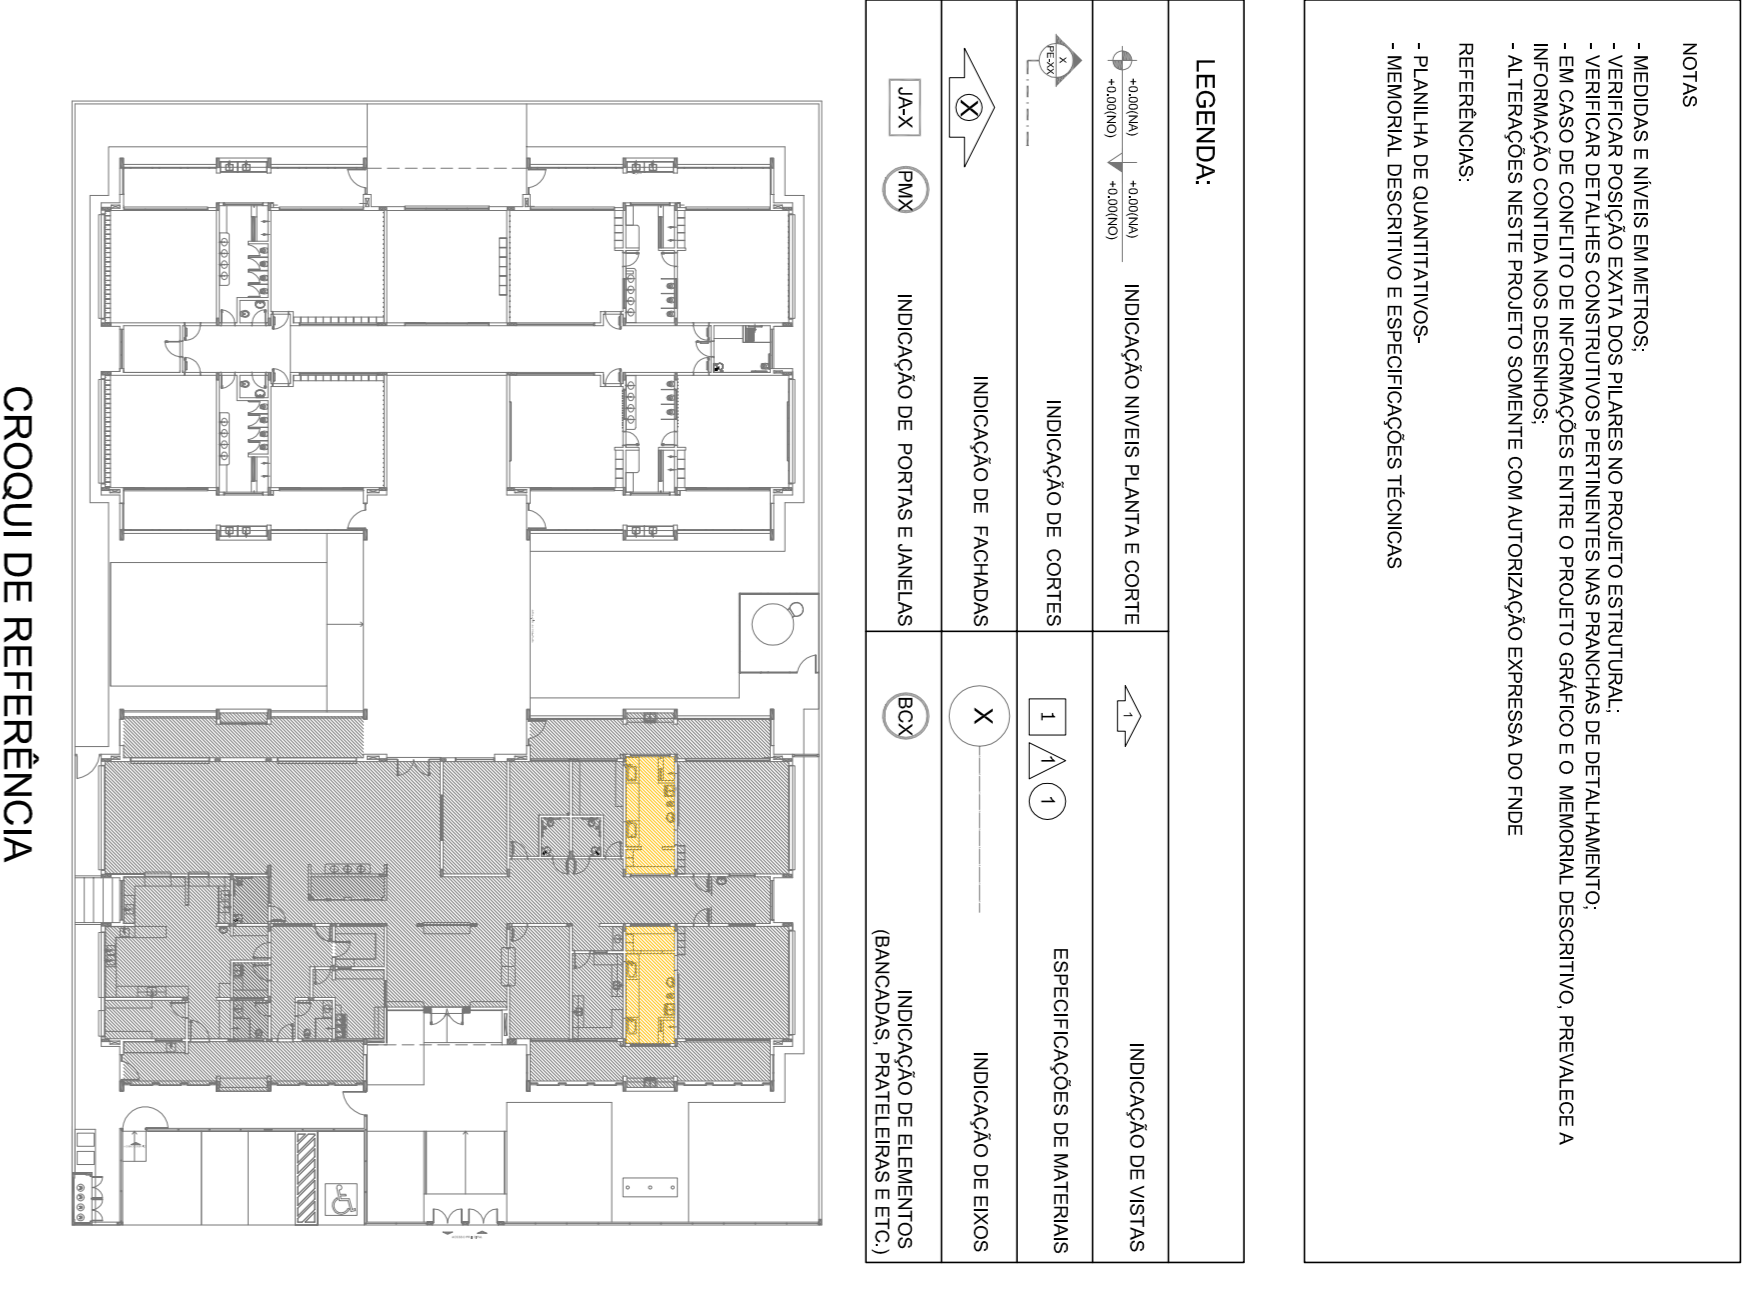 NOTAS
- MEDIDAS E NÍVEIS EM METROS;
- VERIFICAR POSIÇÃO EXATA DOS PILARES NO PROJETO ESTRUTURAL;
- VERIFICAR DETALHES CONSTRUTIVOS PERTINENTES NAS PRANCHAS DE DETALHAMENTO;
- EM CASO DE CONFLITO DE INFORMAÇÕES ENTRE O PROJETO GRÁFICO E O MEMORIAL DESCRITIVO, PREVALECE A
INFORMAÇÃO CONTIDA NOS DESENHOS;
- ALTERAÇÕES NESTE PROJETO SOMENTE COM AUTORIZAÇÃO EXPRESSA DO FNDE
REFERÊNCIAS:
- PLANILHA DE QUANTITATIVOS-
- MEMORIAL DESCRITIVO E ESPECIFICAÇÕES TÉCNICAS
LEGENDA:
+0.00(NA) +0.00(NA)
+0.00(NO) +0.00(NO)
INDICAÇÃO NIVEIS PLANTA E CORTE
1
INDICAÇÃO DE VISTAS
X
PE-XX
INDICAÇÃO DE CORTES
1 1 1
ESPECIFICAÇÕES DE MATERIAIS
X
INDICAÇÃO DE FACHADAS
X
INDICAÇÃO DE EIXOS
JA-X PMX
INDICAÇÃO DE PORTAS E JANELAS
BCX
INDICAÇÃO DE ELEMENTOS
(BANCADAS, PRATELEIRAS E ETC.)
CROQUI DE REFERÊNCIA